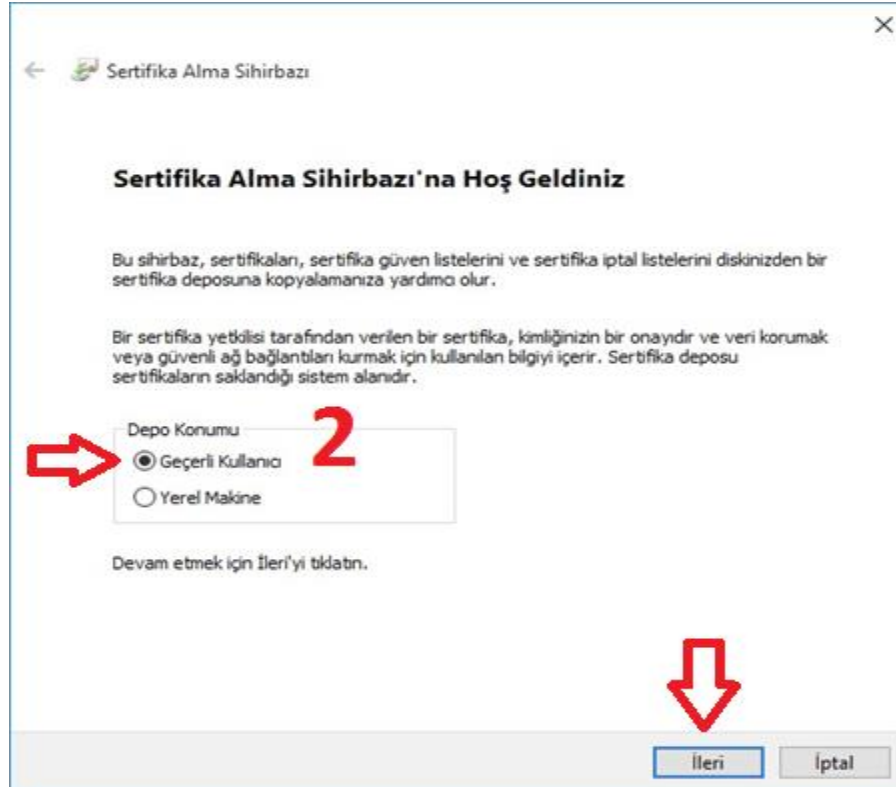 Sertifika Alma Sihirbazı
Sertifika Alma Sihirbazı'na Hoş Geldiniz
Bu sihirbaz, sertifikaları, sertifika güven listelerini ve sertifika iptal listelerini diskinizden bir
sertifika deposuna kopyalamanıza yardımcı olur.
Bir sertifika yetkilisi tarafından verilen bir sertifika, kimliğinizin bir onayıdır ve veri korumak
veya güvenli ağ bağlantıları kurmak için kullanılan bilgiyi içerir. Sertifika deposu
sertifikaların saklandığı sistem alanıdır.
Depo Konumu
2
Geçerli Kullanıcı
Yerel Makine
Devam etmek için İleri'yi tıklatın.
İleri
İptal